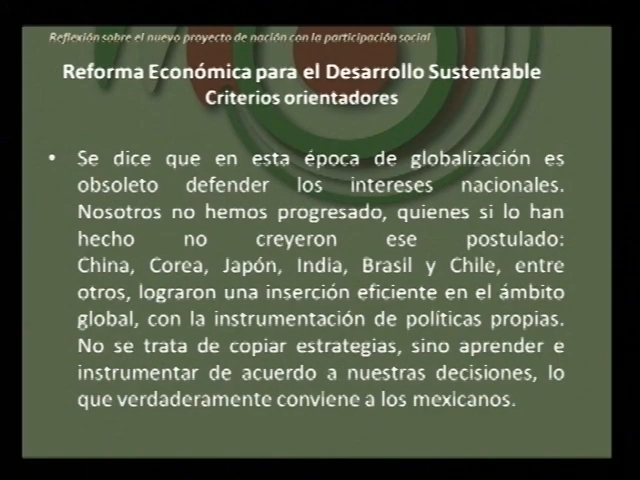 Reflexión sobre el nuevo proyecto de nación con la participación social
Reforma Económica para el Desarrollo Sustentable
Criterios orientadores
• Se dice que en esta época de globalización es
obsoleto defender los intereses nacionales.
Nosotros no hemos progresado, quienes si lo han
hecho no creyeron ese postulado:
China, Corea, Japón, India, Brasil y Chile, entre
otros, lograron una inserción eficiente en el ámbito
global, con la instrumentación de políticas propias.
No se trata de copiar estrategias, sino aprender e
instrumentar de acuerdo a nuestras decisiones, lo
que verdaderamente conviene a los mexicanos.